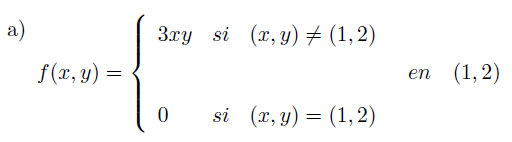 a)
3xy si (x, y) ≠ (1, 2)
f(x, y) = { en (1, 2)
0 si (x, y) = (1, 2)